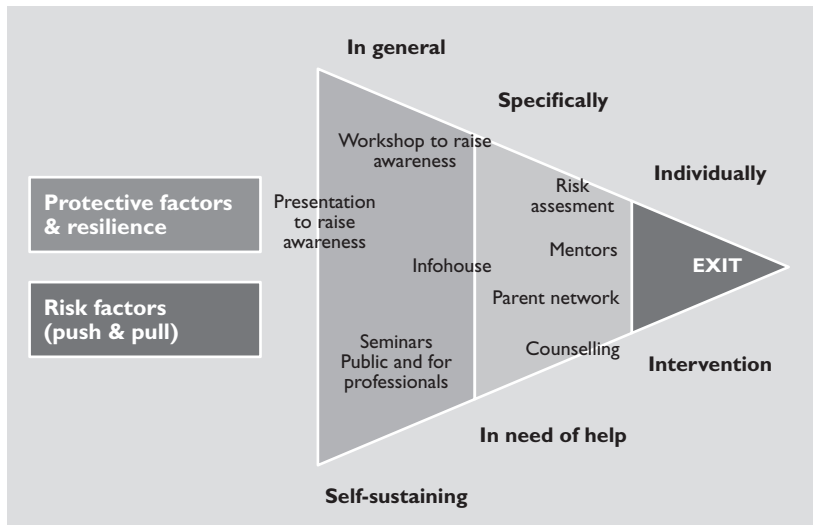 In general
Specifically
Individually
Protective factors
& resilience
Risk factors
(push & pull)
Presentation
to raise
awareness
Workshop to raise
awareness
Infohouse
Seminars
Public and for
professionals
Risk
assesment
Mentors
Parent network
Counselling
EXIT
Intervention
In need of help
Self-sustaining